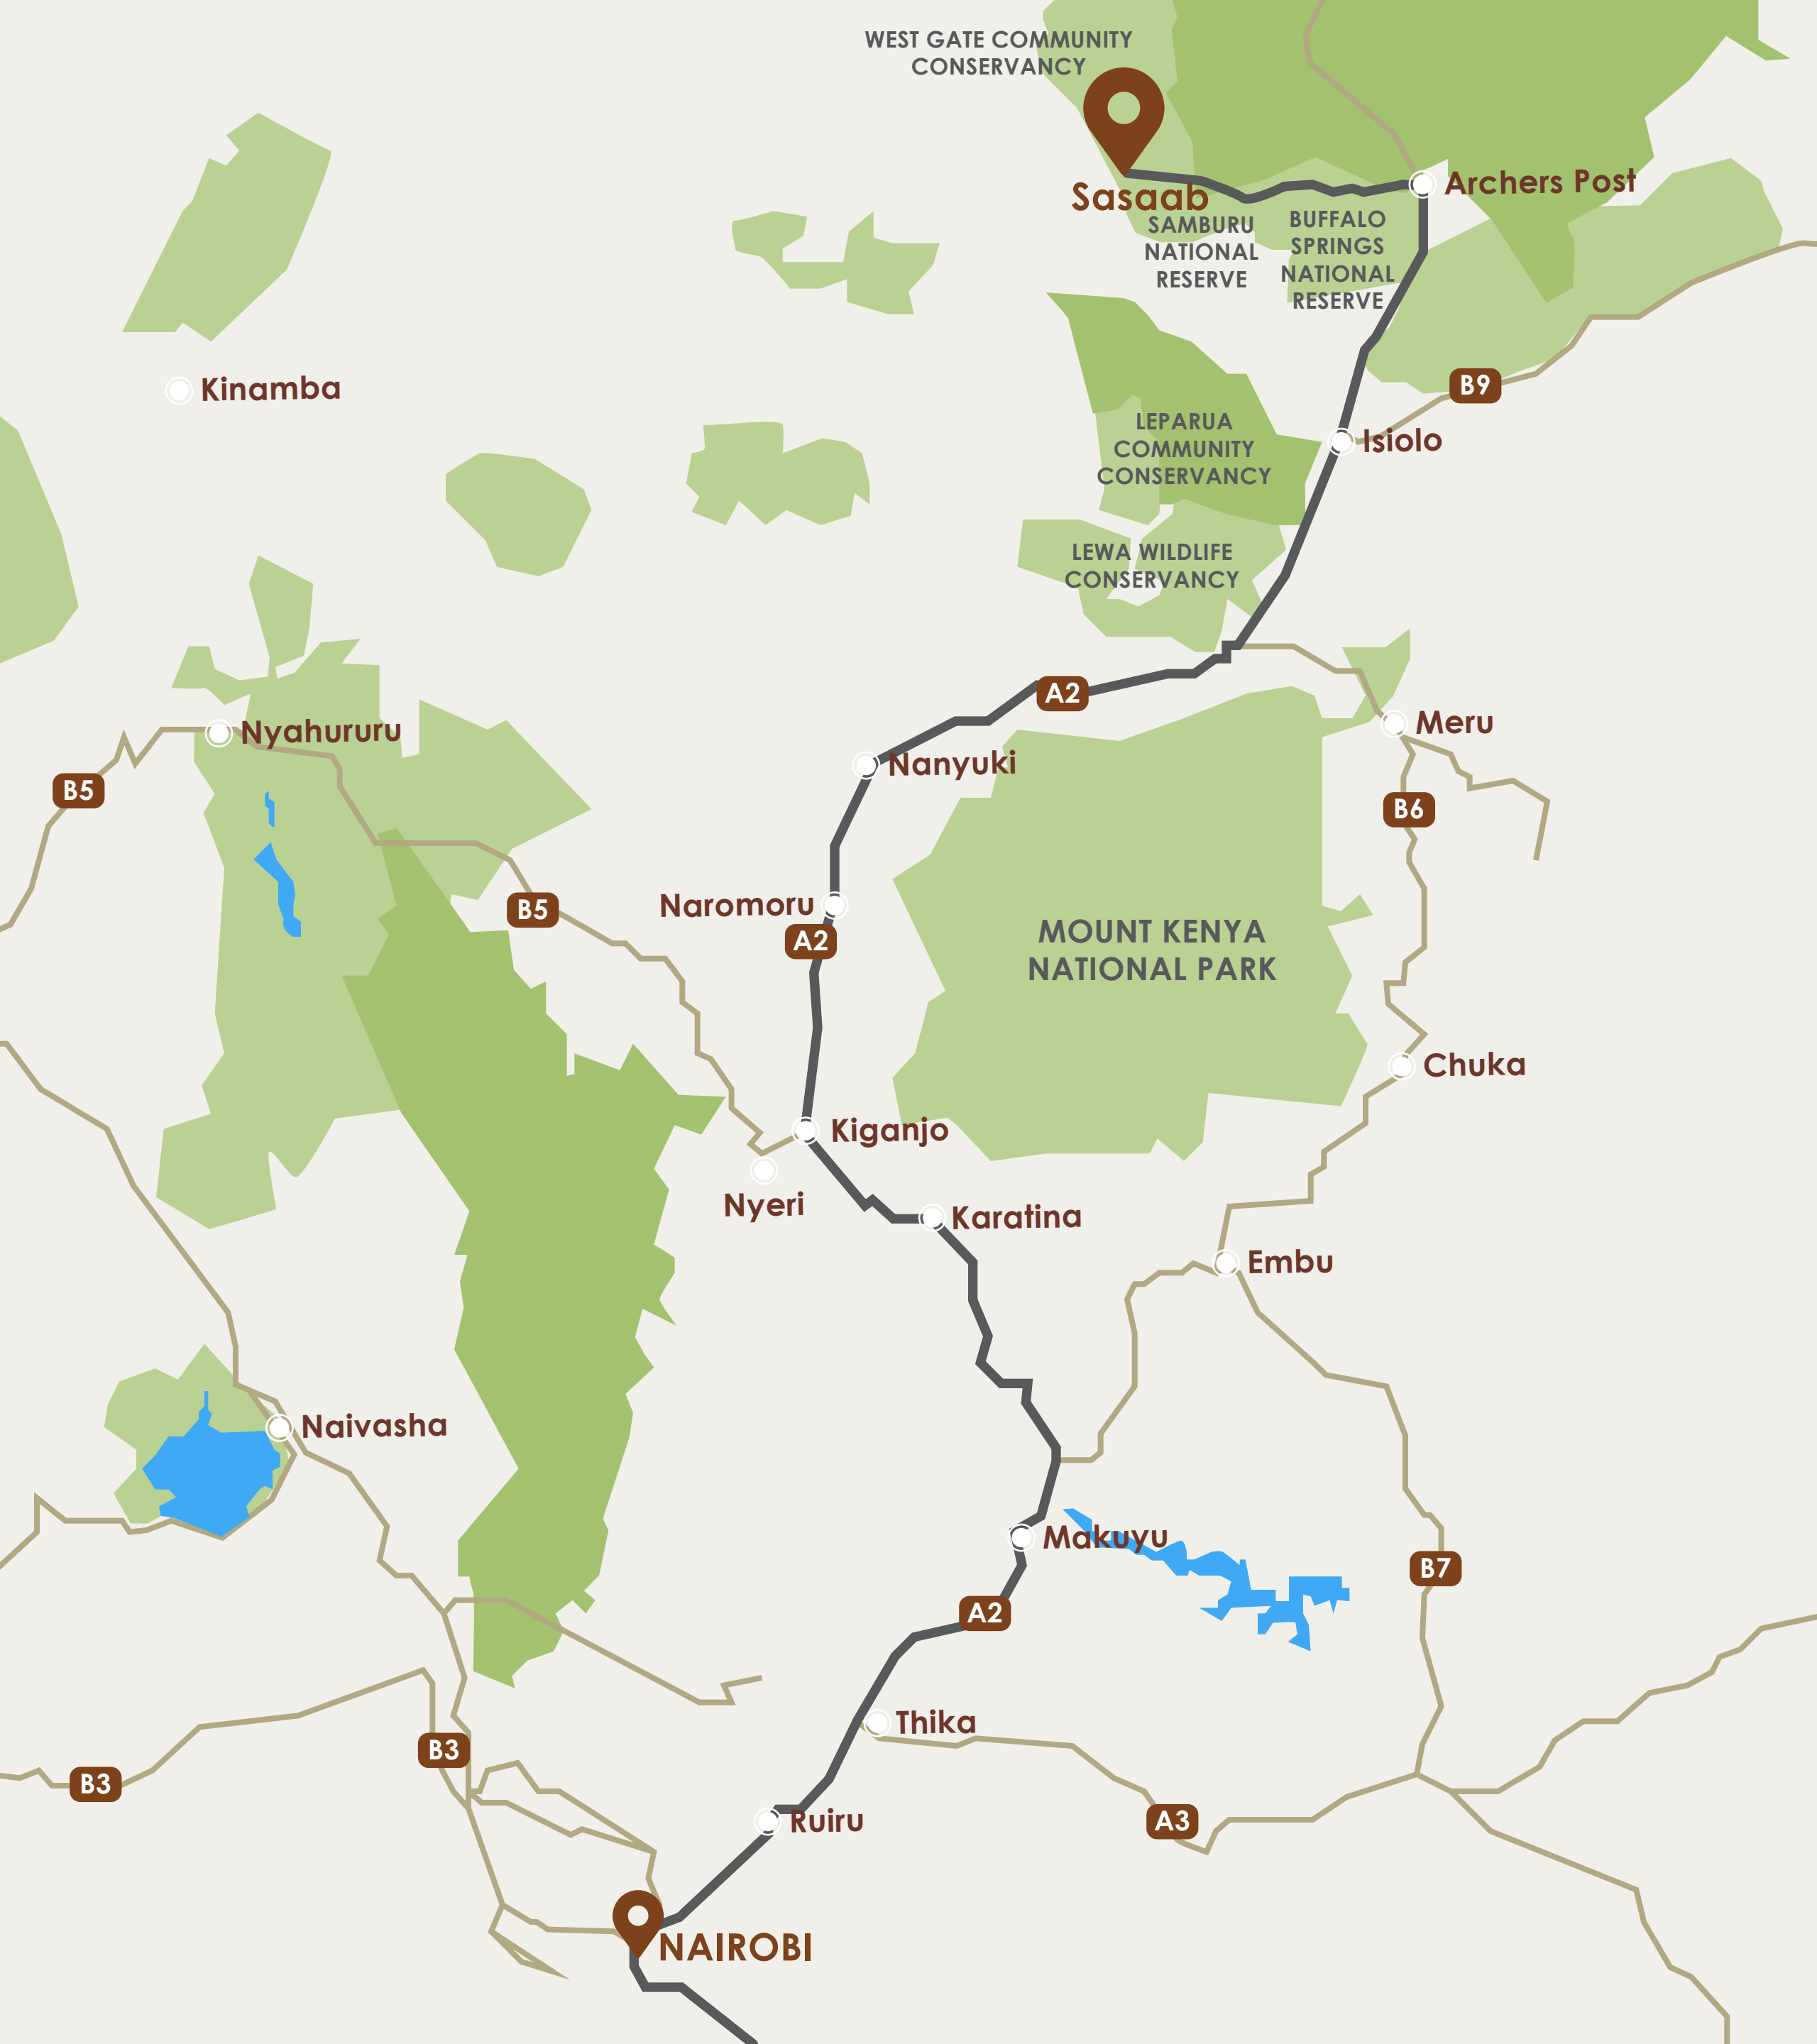 WEST GATE COMMUNITY
CONSERVANCY
Sasaab
Archers Post
SAMBURU
NATIONAL
RESERVE
BUFFALO
SPRINGS
NATIONAL
RESERVE
Kinamba
B9
LEPARUA
COMMUNITY
CONSERVANCY
Isiolo
LEWA WILDLIFE
CONSERVANCY
A2
Meru
Nyahururu
Nanyuki
B5
B6
Naromoru
B5
A2
MOUNT KENYA
NATIONAL PARK
Chuka
Kiganjo
Nyeri
Karatina
Embu
Naivasha
Makuyu
B7
A2
Thika
B3
B3
Ruiru
A3
NAIROBI